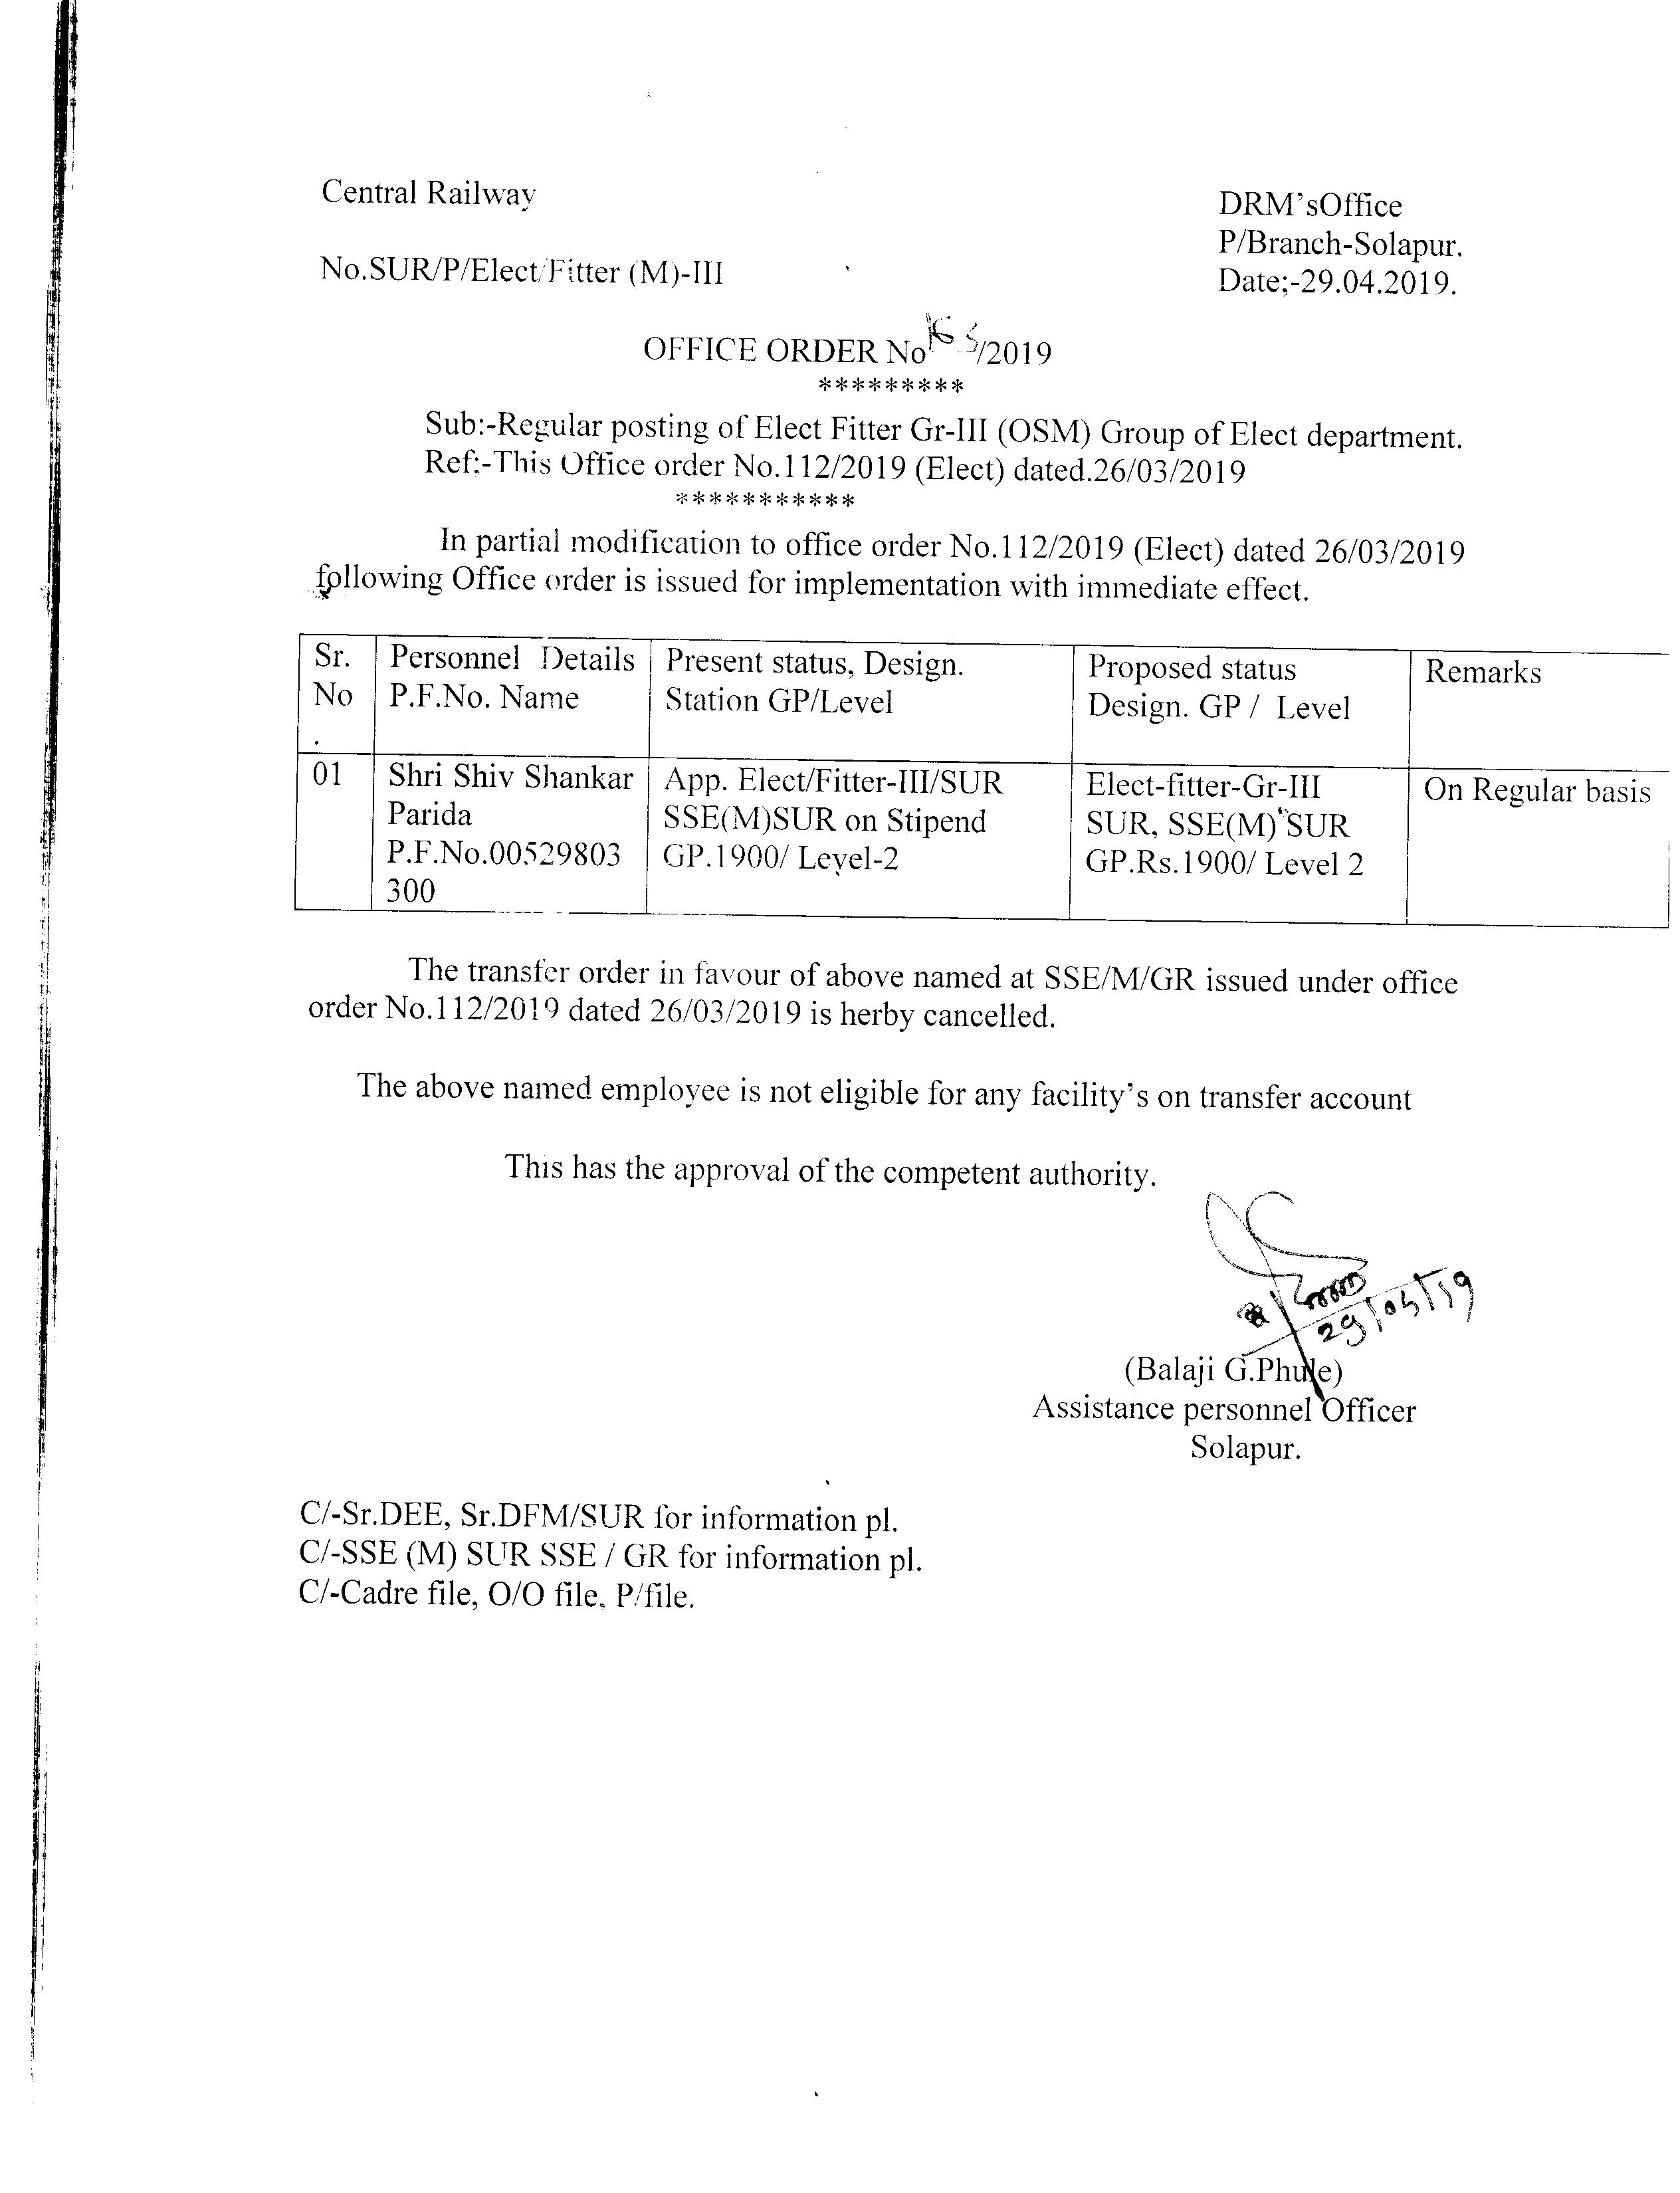 Central Railway
DRM'sOffice
P/Branch-Solapur.
No.SUR/P/Elect/Fitter (M)-III
Date;-29.04.2019.
OFFICE ORDER No /2019
*********
Sub:-Regular posting of Elect Fitter Gr-III (OSM) Group of Elect department.
Ref:-This Office order No.112/2019 (Elect) dated.26/03/2019
***********
In partial modification to office order No.112/2019 (Elect) dated 26/03/2019
following Office order is issued for implementation with immediate effect.
Sr. No . | Personnel Details P.F.No. Name | Present status, Design. Station GP/Level | Proposed status Design. GP / Level | Remarks
01 | Shri Shiv Shankar Parida P.F.No.00529803 300 | App. Elect/Fitter-III/SUR SSE(M)SUR on Stipend GP.1900/ Level-2 | Elect-fitter-Gr-III SUR, SSE(M) SUR GP.Rs.1900/ Level 2 | On Regular basis
The transfer order in favour of above named at SSE/M/GR issued under office
order No.112/2019 dated 26/03/2019 is herby cancelled.
The above named employee is not eligible for any facility's on transfer account
This has the approval of the competent authority.
29/04/19
(Balaji G.Phule)
Assistance personnel Officer
Solapur.
C/-Sr.DEE, Sr.DFM/SUR for information pl.
C/-SSE (M) SUR SSE / GR for information pl.
C/-Cadre file, O/O file, P/file.